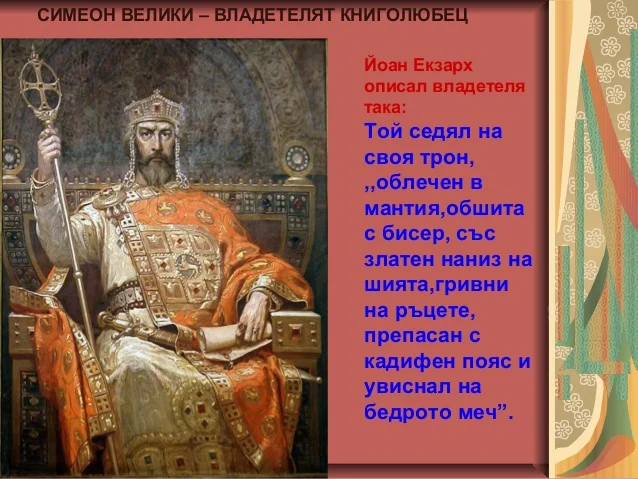 СИМЕОН ВЕЛИКИ – ВЛАДЕТЕЛЯТ КНИГОЛЮБЕЦ
Йоан Екзарх
описал владетеля
така:
Той седял на
своя трон,
,,облечен в
мантия,обшита
с бисер, със
златен наниз на
шията,гривни
на ръцете,
препасан с
кадифен пояс и
увиснал на
бедрото меч”.